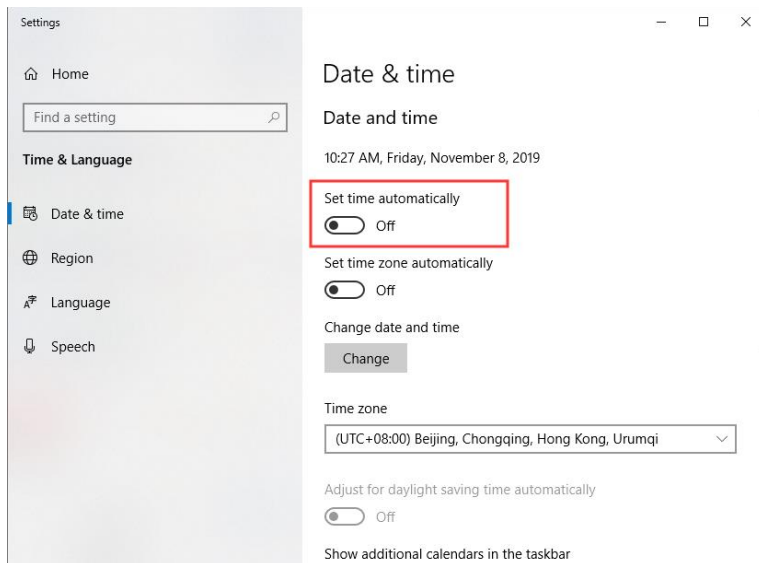 Settings
Home
Find a setting
Time & Language
Date & time
Region
Language
Speech
Date & time
Date and time
10:27 AM, Friday, November 8, 2019
Set time automatically
Off
Set time zone automatically
Off
Change date and time
Change
Time zone
(UTC+08:00) Beijing, Chongqing, Hong Kong, Urumqi
Adjust for daylight saving time automatically
Off
Show additional calendars in the taskbar